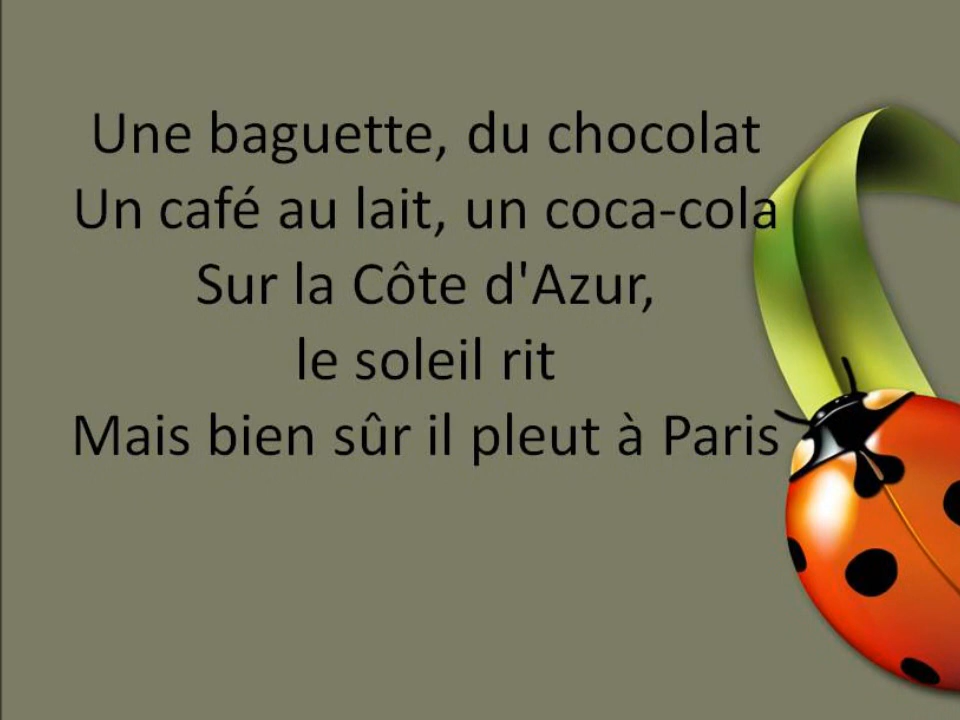 Une baguette, du chocolat
Un café au lait, un coca-cola
Sur la Côte d'Azur,
le soleil rit
Mais bien sûr il pleut à Paris